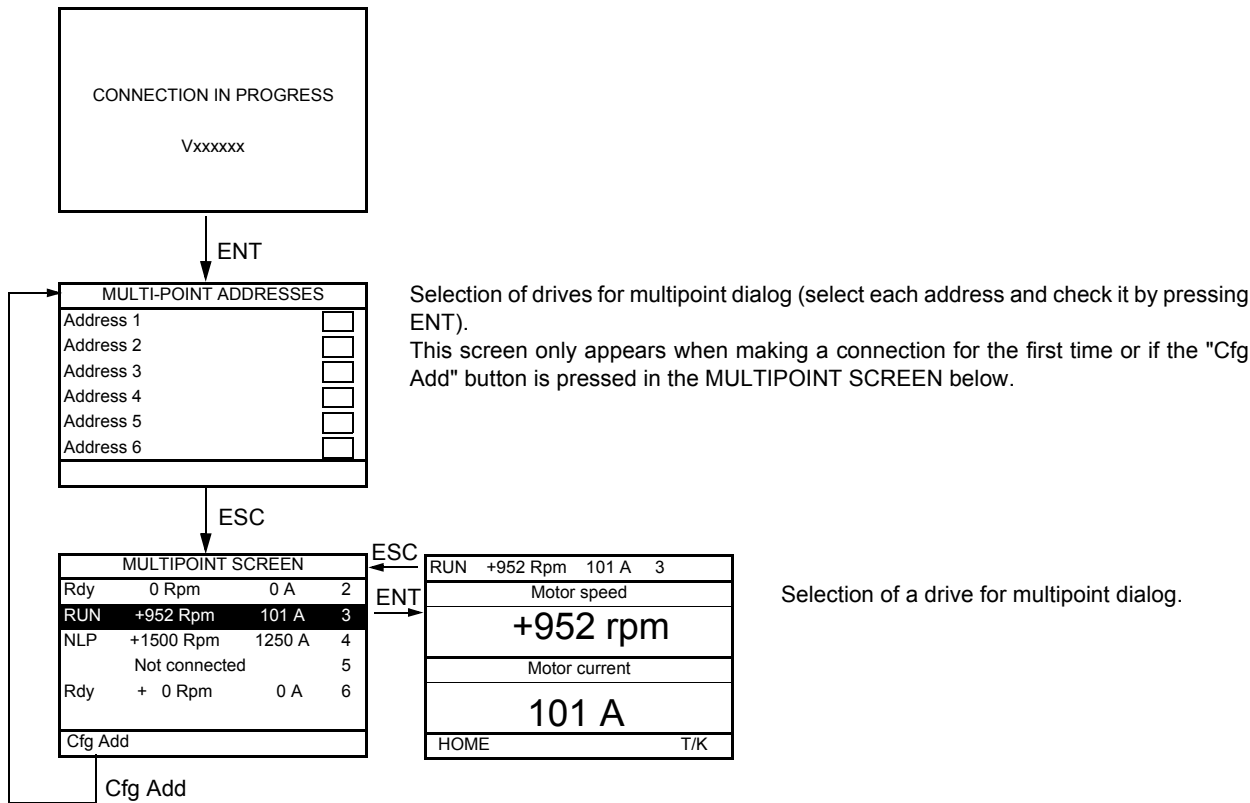 CONNECTION IN PROGRESS
Vxxxxxx
ENT
MULTI-POINT ADDRESSES
Address 1
Address 2
Address 3
Address 4
Address 5
Address 6
Selection of drives for multipoint dialog (select each address and check it by pressing
ENT).
This screen only appears when making a connection for the first time or if the "Cfg
Add" button is pressed in the MULTIPOINT SCREEN below.
ESC
MULTIPOINT SCREEN
Rdy 0 Rpm 0 A 2
RUN +952 Rpm 101 A 3
NLP +1500 Rpm 1250 A 4
Not connected 5
Rdy + 0 Rpm 0 A 6
Cfg Add
ESC
ENT
RUN +952 Rpm 101 A 3
Motor speed
+952 rpm
Motor current
101 A
HOME T/K
Selection of a drive for multipoint dialog.
Cfg Add